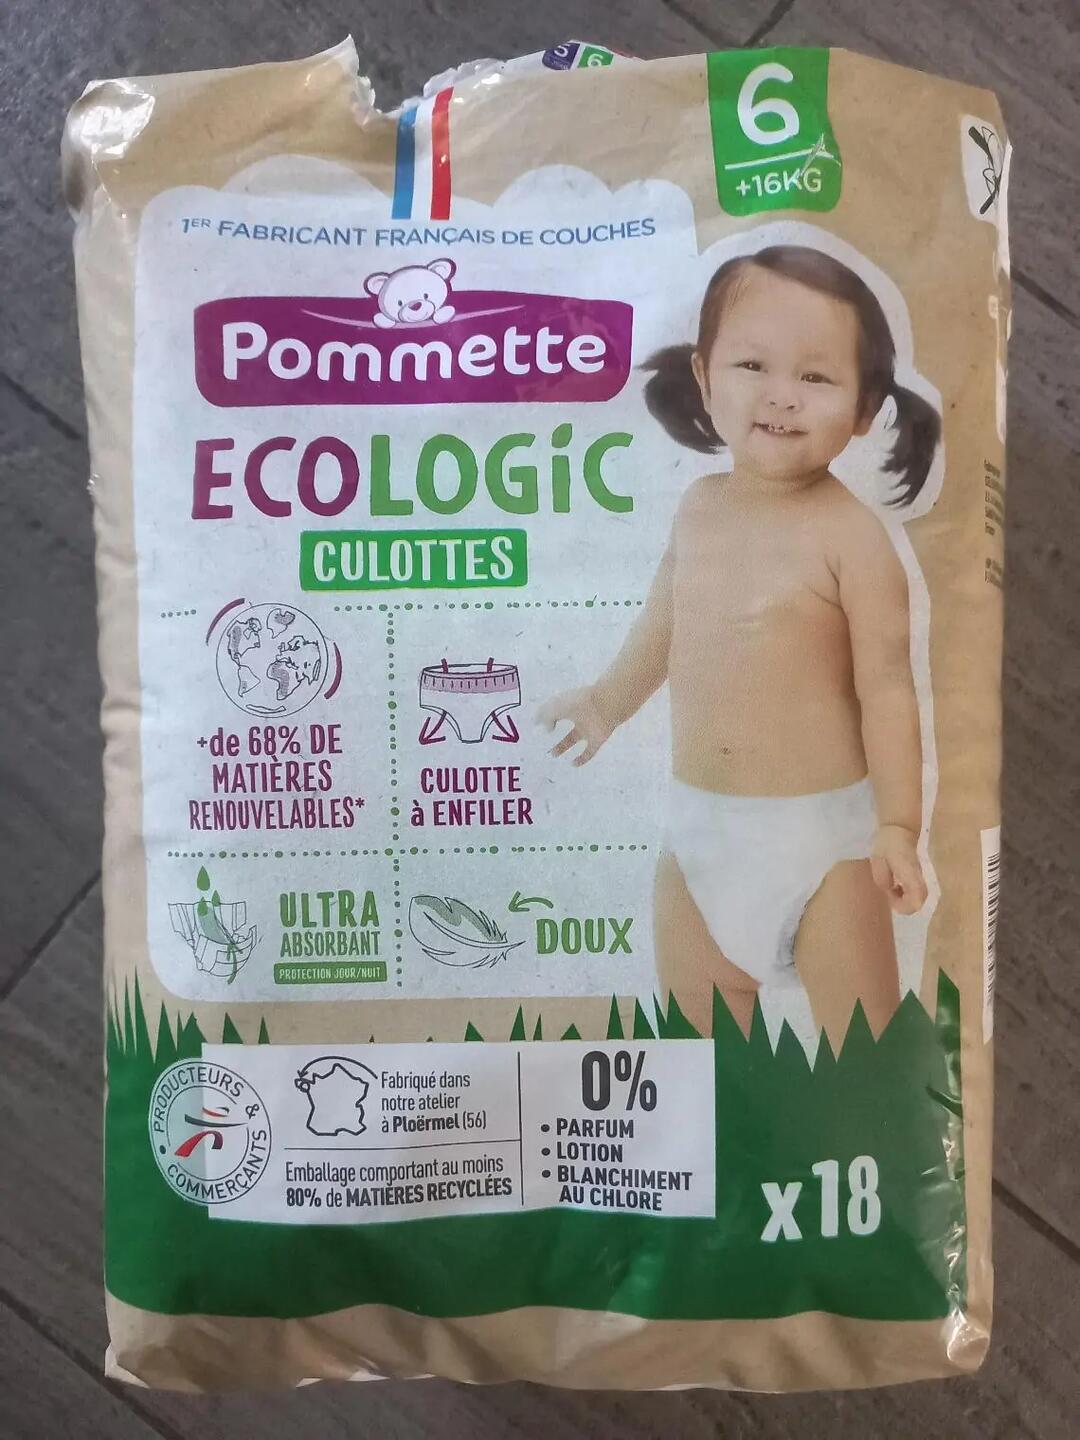 5 6
6
+16KG
1ER FABRICANT FRANÇAIS DE COUCHES
Pommette
ECOLOGiC
CULOTTES
+de 68% DE
MATIÈRES
RENOUVELABLES*
CULOTTE
à ENFILER
ULTRA
ABSORBANT
PROTECTION JOUR/NUIT
DOUX
PRODUCTEURS & COMMERÇANTS
Fabriqué dans
notre atelier
à Ploërmel (56)
Emballage comportant au moins
80% de MATIÈRES RECYCLÉES
0%
• PARFUM
• LOTION
• BLANCHIMENT
AU CHLORE
x18